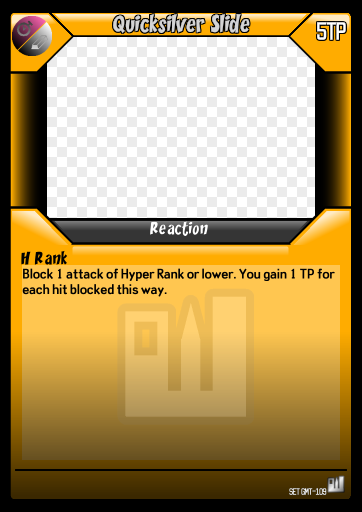 Quicksilver Slide
5TP
Reaction
H Rank
Block 1 attack of Hyper Rank or lower. You gain 1 TP for
each hit blocked this way.
SET GMT-109